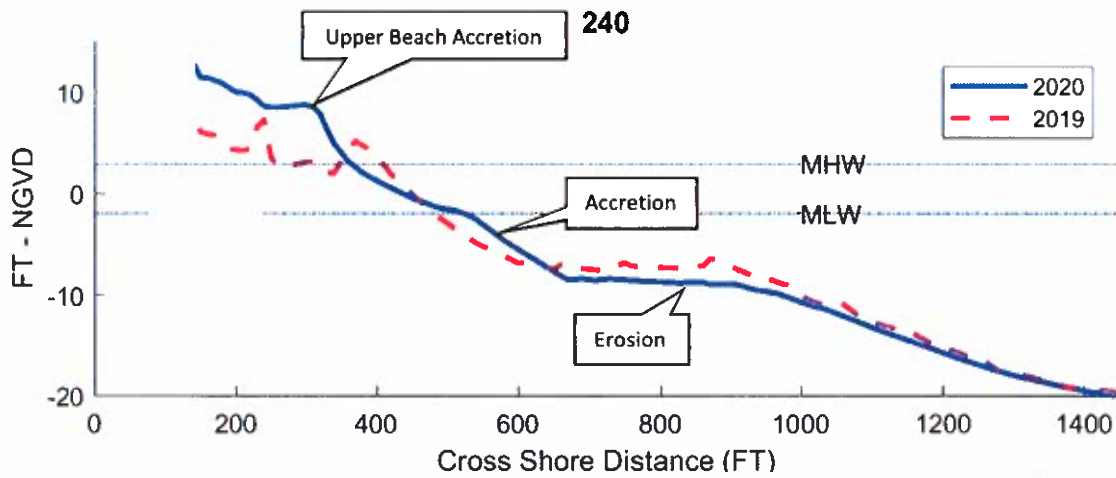 240
Upper Beach Accretion
2020
2019
MHW
Accretion
MLW
Erosion
FT - NGVD
10
0
-10
-20
0
200
400
600
800
1000
1200
1400
Cross Shore Distance (FT)